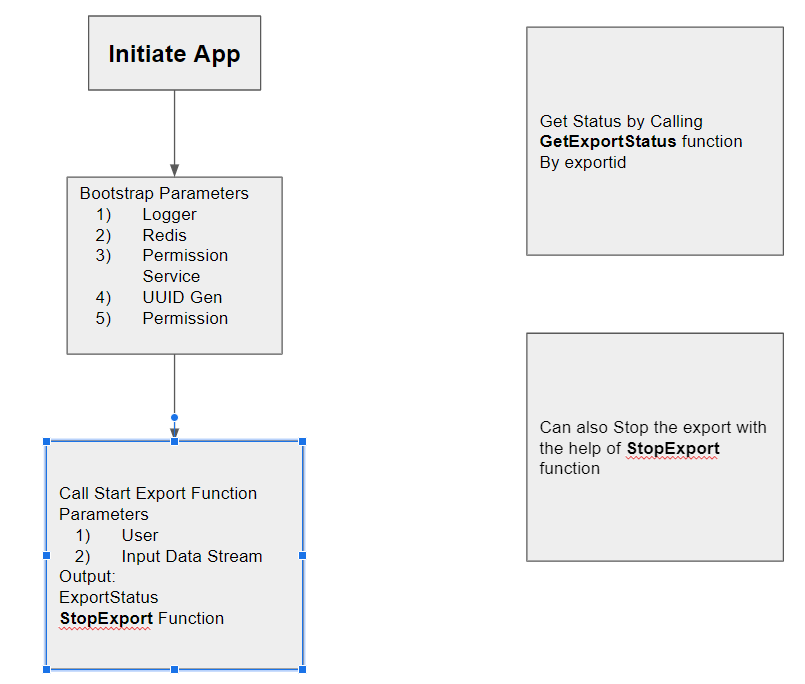 Initiate App
Bootstrap Parameters
1) Logger
2) Redis
3) Permission
Service
4) UUID Gen
5) Permission
Call Start Export Function
Parameters
1) User
2) Input Data Stream
Output:
ExportStatus
StopExport Function
Get Status by Calling
GetExportStatus function
By exportid
Can also Stop the export with
the help of StopExport
function